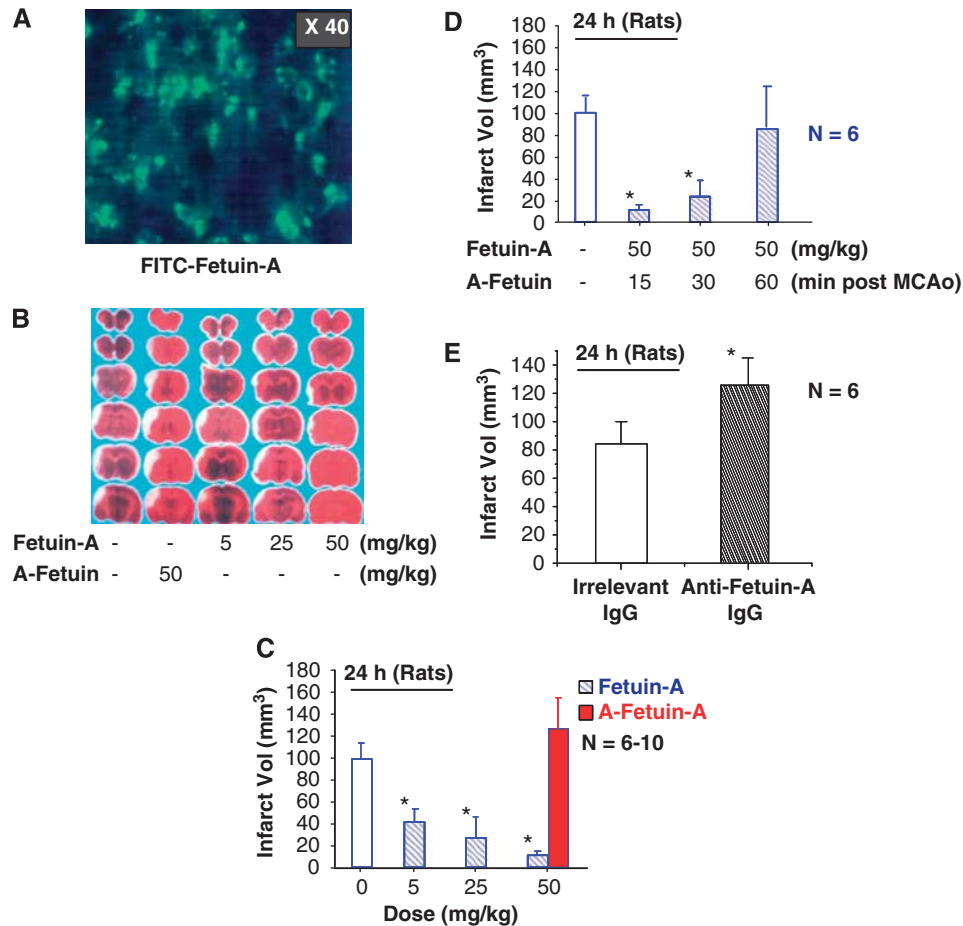 A
X 40
FITC-Fetuin-A
B
Fetuin-A - - 5 25 50 (mg/kg)
A-Fetuin - 50 - - - (mg/kg)
C
24 h (Rats)
Infarct Vol (mm³)
180
160
140
120
100
80
60
40
20
0
*
*
*
0 5 25 50
Dose (mg/kg)
Fetuin-A
A-Fetuin-A
N = 6-10
D
24 h (Rats)
Infarct Vol (mm³)
180
160
140
120
100
80
60
40
20
0
*
*
N = 6
Fetuin-A - 50 50 50 (mg/kg)
A-Fetuin - 15 30 60 (min post MCAo)
E
24 h (Rats)
Infarct Vol (mm³)
140
120
100
80
60
40
20
0
*
N = 6
Irrelevant Anti-Fetuin-A
IgG IgG